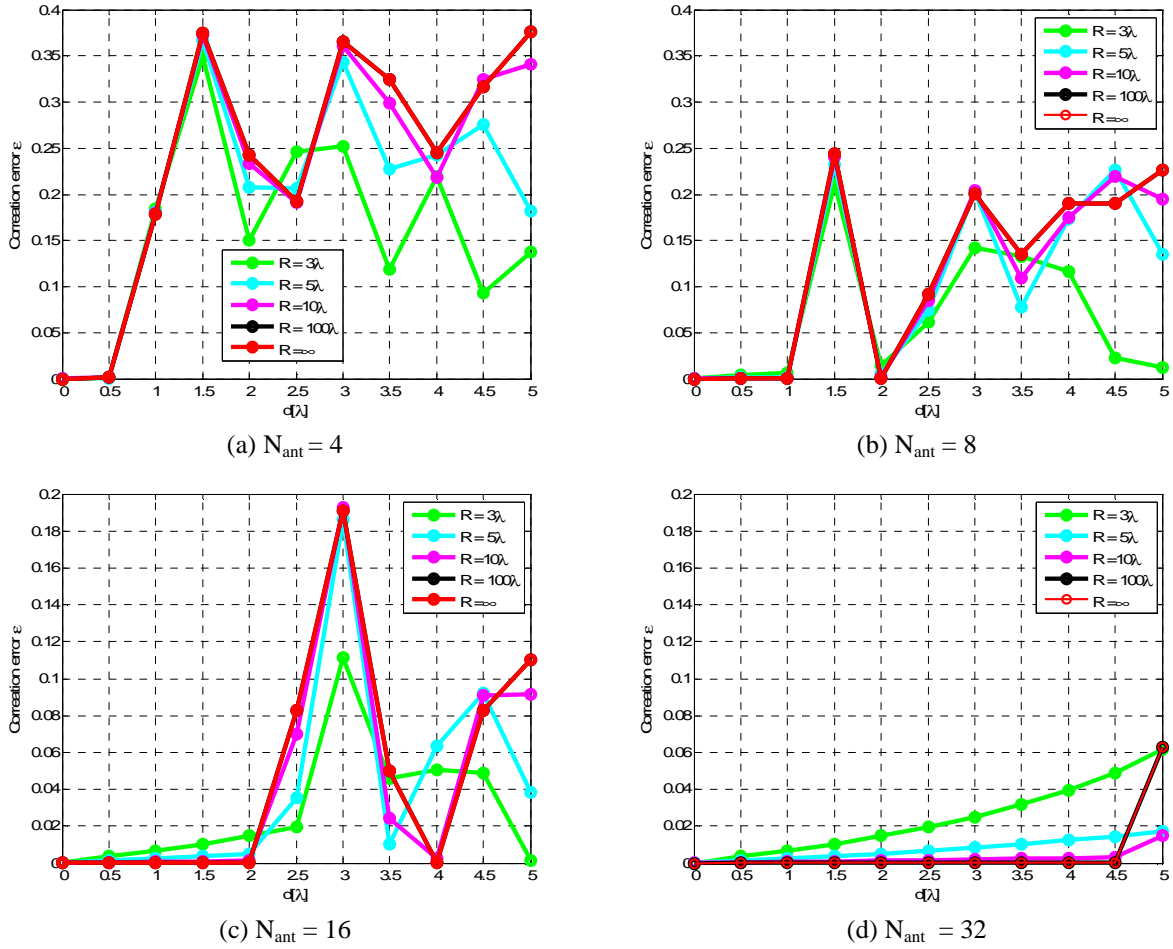 0.4
0.35
0.3
0.25
0.2
0.15
0.1
0.05
0
Correation error ε
R=3λ
R=5λ
R=10λ
R=100λ
R=∞
0 0.5 1 1.5 2 2.5 3 3.5 4 4.5 5
d[λ]
(a) Nant = 4
0.4
0.35
0.3
0.25
0.2
0.15
0.1
0.05
0
Correation error ε
R=3λ
R=5λ
R=10λ
R=100λ
R=∞
0 0.5 1 1.5 2 2.5 3 3.5 4 4.5 5
d[λ]
(b) Nant = 8
0.2
0.18
0.16
0.14
0.12
0.1
0.08
0.06
0.04
0.02
0
Correation error ε
R=3λ
R=5λ
R=10λ
R=100λ
R=∞
0 0.5 1 1.5 2 2.5 3 3.5 4 4.5 5
d[λ]
(c) Nant = 16
0.2
0.18
0.16
0.14
0.12
0.1
0.08
0.06
0.04
0.02
0
Correation error ε
R=3λ
R=5λ
R=10λ
R=100λ
R=∞
0 0.5 1 1.5 2 2.5 3 3.5 4 4.5 5
d[λ]
(d) Nant = 32